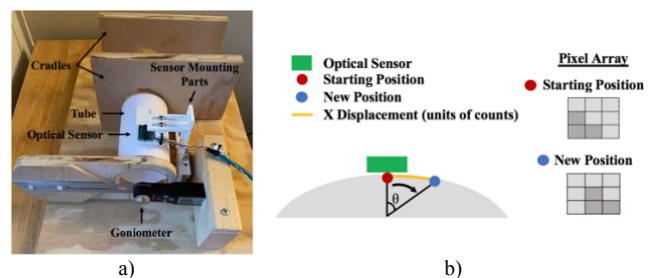 Cradles
Sensor Mounting
Parts
Tube
Optical Sensor
Goniometer
a)
Optical Sensor
Starting Position
New Position
X Displacement (units of counts)
θ
Pixel Array
Starting Position
New Position
b)